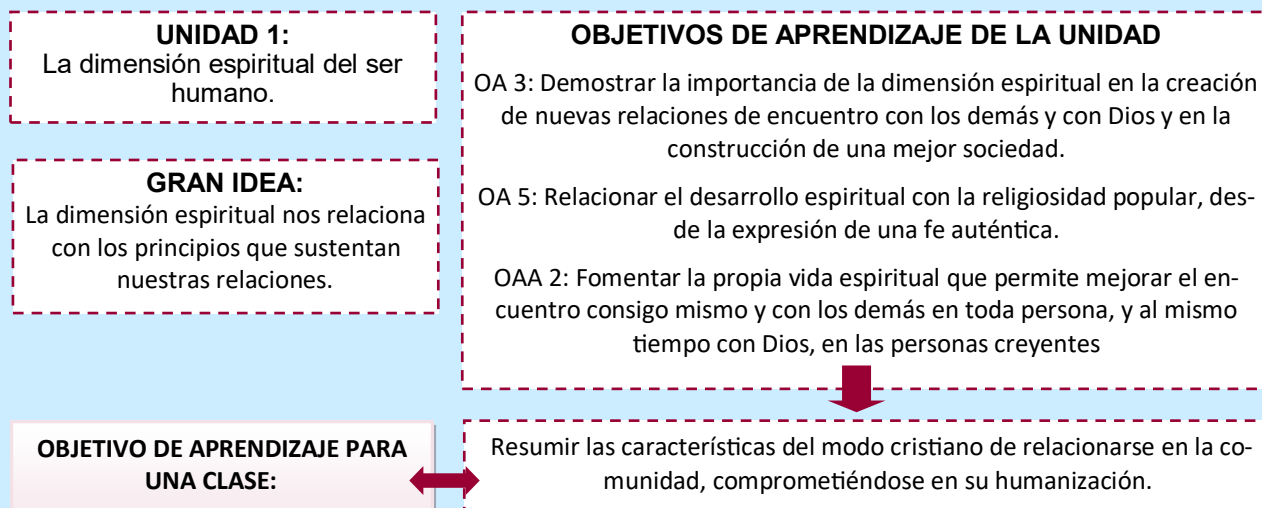 UNIDAD 1:
La dimensión espiritual del ser
humano.
GRAN IDEA:
La dimensión espiritual nos relaciona
con los principios que sustentan
nuestras relaciones.
OBJETIVOS DE APRENDIZAJE DE LA UNIDAD
OA 3: Demostrar la importancia de la dimensión espiritual en la creación
de nuevas relaciones de encuentro con los demás y con Dios y en la
construcción de una mejor sociedad.
OA 5: Relacionar el desarrollo espiritual con la religiosidad popular, des-
de la expresión de una fe auténtica.
OAA 2: Fomentar la propia vida espiritual que permite mejorar el en-
cuentro consigo mismo y con los demás en toda persona, y al mismo
tiempo con Dios, en las personas creyentes
OBJETIVO DE APRENDIZAJE PARA
UNA CLASE:
Resumir las características del modo cristiano de relacionarse en la co-
munidad, comprometiéndose en su humanización.